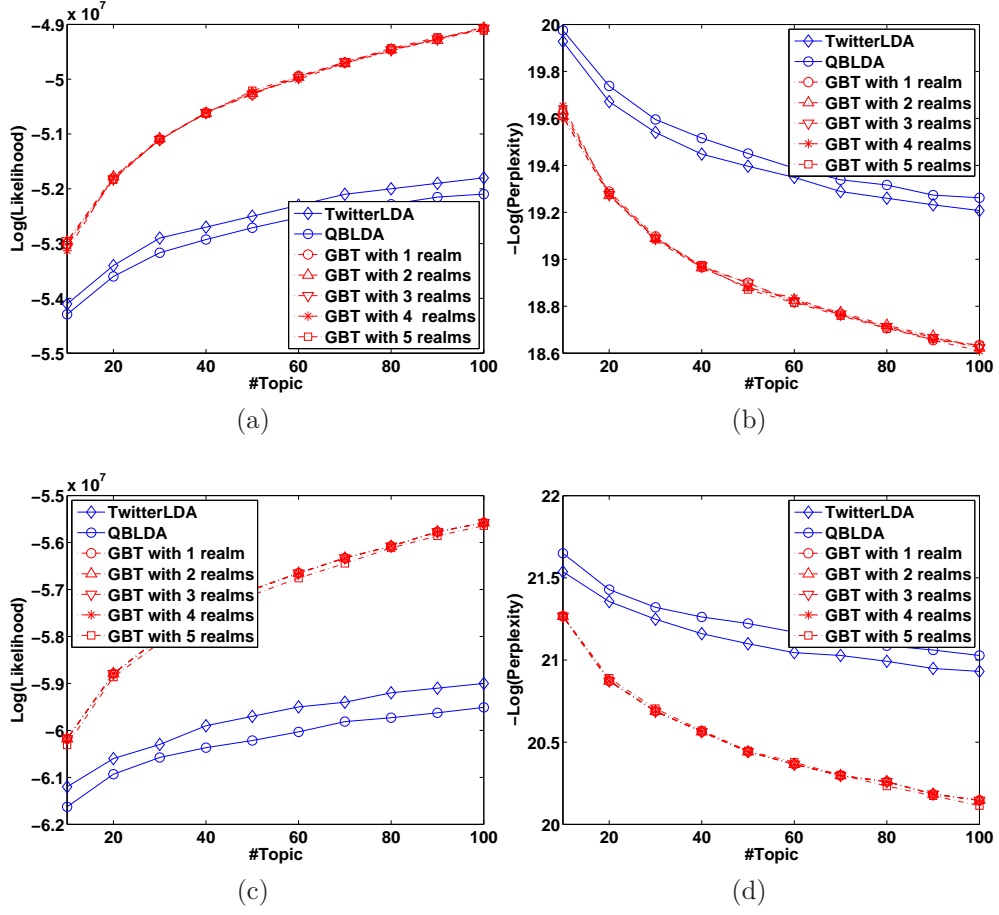 x 10^7
−4.9
−5
−5.1
−5.2
−5.3
−5.4
−5.5
Log(Likelihood)
20 40 60 80 100
#Topic
TwitterLDA
QBLDA
GBT with 1 realm
GBT with 2 realms
GBT with 3 realms
GBT with 4 realms
GBT with 5 realms
(a)
20
19.8
19.6
19.4
19.2
19
18.8
18.6
−Log(Perplexity)
20 40 60 80 100
#Topic
TwitterLDA
QBLDA
GBT with 1 realm
GBT with 2 realms
GBT with 3 realms
GBT with 4 realms
GBT with 5 realms
(b)
x 10^7
−5.5
−5.6
−5.7
−5.8
−5.9
−6
−6.1
−6.2
Log(Likelihood)
20 40 60 80 100
#Topic
TwitterLDA
QBLDA
GBT with 1 realm
GBT with 2 realms
GBT with 3 realms
GBT with 4 realms
GBT with 5 realms
(c)
22
21.5
21
20.5
20
−Log(Perplexity)
20 40 60 80 100
#Topic
TwitterLDA
QBLDA
GBT with 1 realm
GBT with 2 realms
GBT with 3 realms
GBT with 4 realms
GBT with 5 realms
(d)